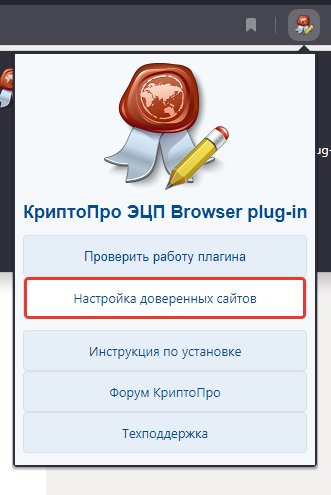 КриптоПро ЭЦП Browser plug-in
Проверить работу плагина
Настройка доверенных сайтов
Инструкция по установке
Форум КриптоПро
Техподдержка